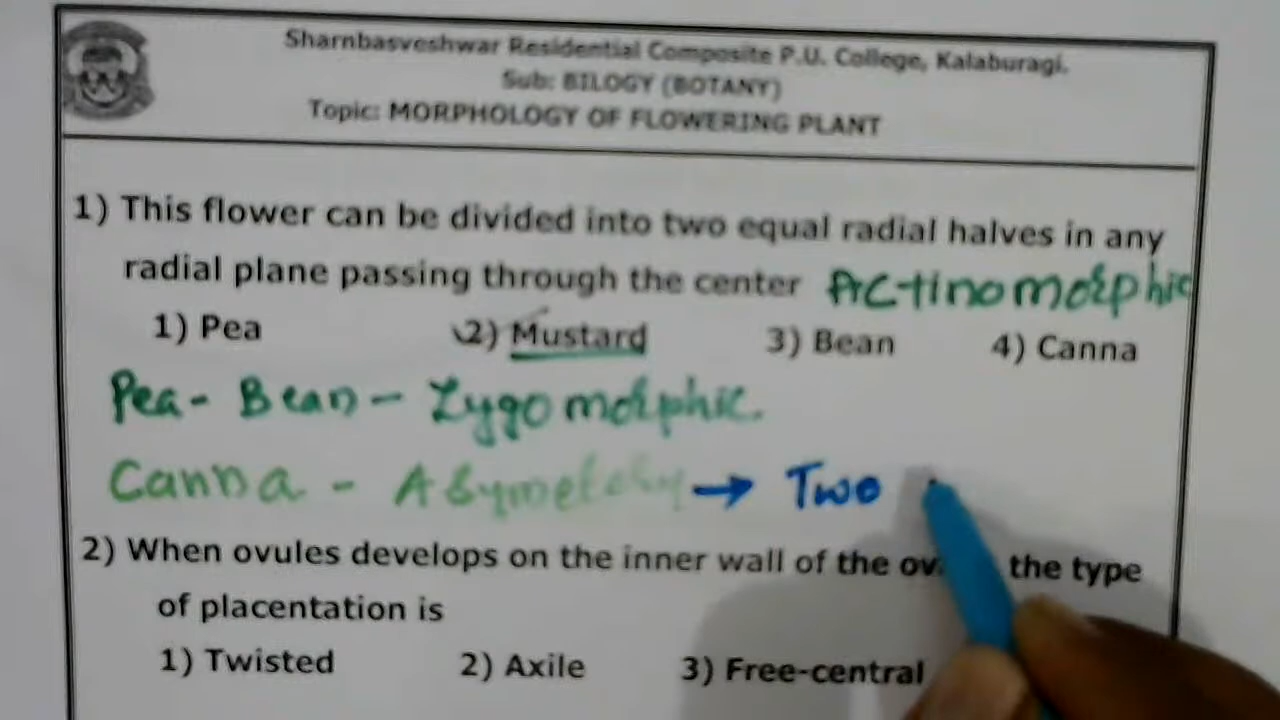 Sharnbasveshwar Residential Composite P.U. College, Kalaburagi.
Sub: BILOGY (BOTANY)
Topic: MORPHOLOGY OF FLOWERING PLANT
1) This flower can be divided into two equal radial halves in any
radial plane passing through the center Actinomorphic
1) Pea 2) Mustard 3) Bean 4) Canna
Pea - Bean - Zygomorphic.
Canna - Asymetery → Two
2) When ovules develops on the inner wall of the the type
of placentation is
1) Twisted 2) Axile 3) Free-central